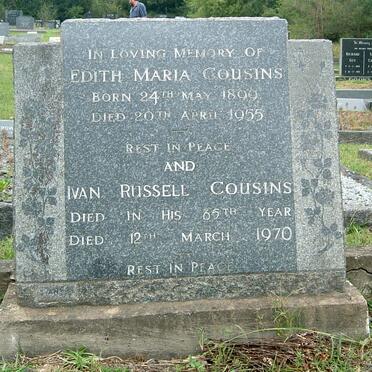 In Loving Memory Of
Edith Maria Cousins
Born 24th May 1899
Died 20th April 1955
Rest In Peace
AND
Ivan Russell Cousins
Died In His 65th Year
Died 12th March 1970
Rest In Peace